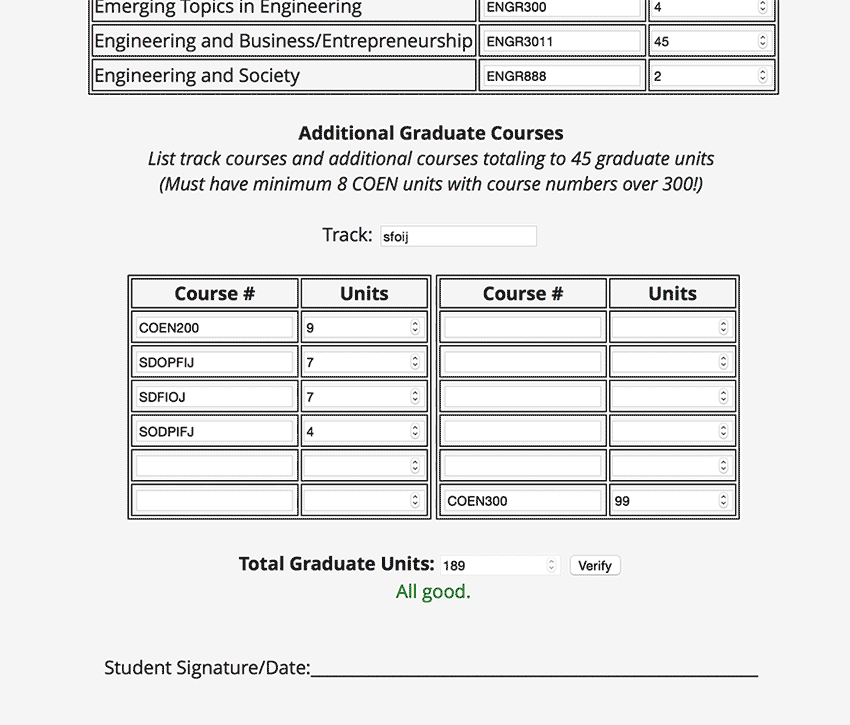 Emerging Topics in Engineering ENGR300 4
Engineering and Business/Entrepreneurship ENGR3011 45
Engineering and Society ENGR888 2
Additional Graduate Courses
List track courses and additional courses totaling to 45 graduate units
(Must have minimum 8 COEN units with course numbers over 300!)
Track: sfoij
Course # Units Course # Units
COEN200 9
SDOPFIJ 7
SDFIOJ 7
SODPIFJ 4
COEN300 99
Total Graduate Units: 189 Verify
All good.
Student Signature/Date: